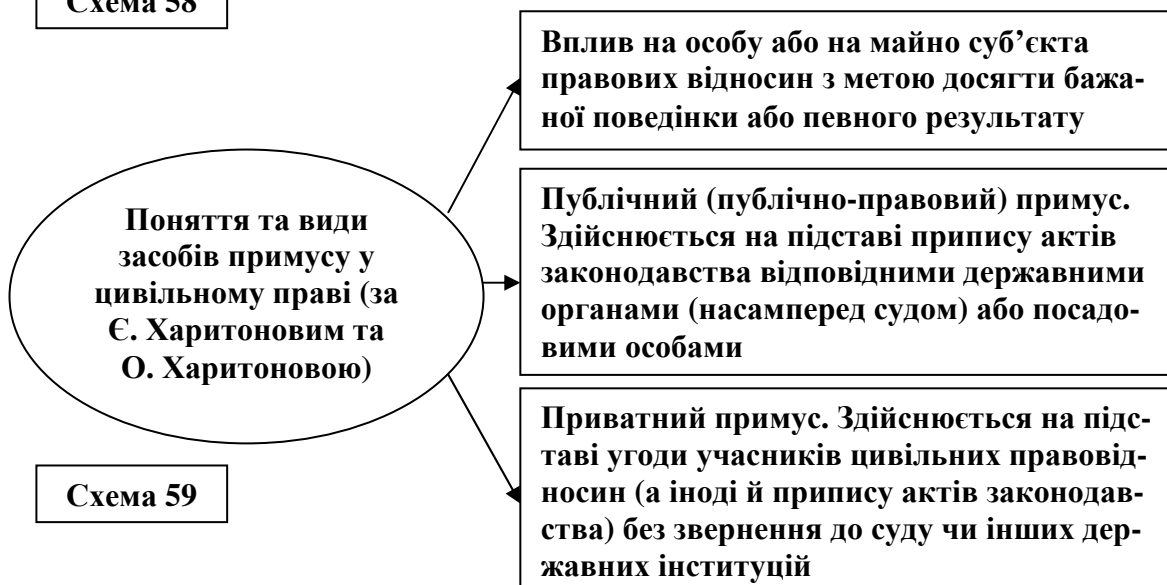 Схема 58
Вплив на особу або на майно суб’єкта
правових відносин з метою досягти бажа-
ної поведінки або певного результату
Поняття та види
засобів примусу у
цивільному праві (за
Є. Харитоновим та
О. Харитоновою)
Публічний (публічно-правовий) примус.
Здійснюється на підставі припису актів
законодавства відповідними державними
органами (насамперед судом) або посадо-
вими особами
Приватний примус. Здійснюється на підс-
таві угоди учасників цивільних правовід-
носин (а іноді й припису актів законодав-
ства) без звернення до суду чи інших дер-
жавних інституцій
Схема 59